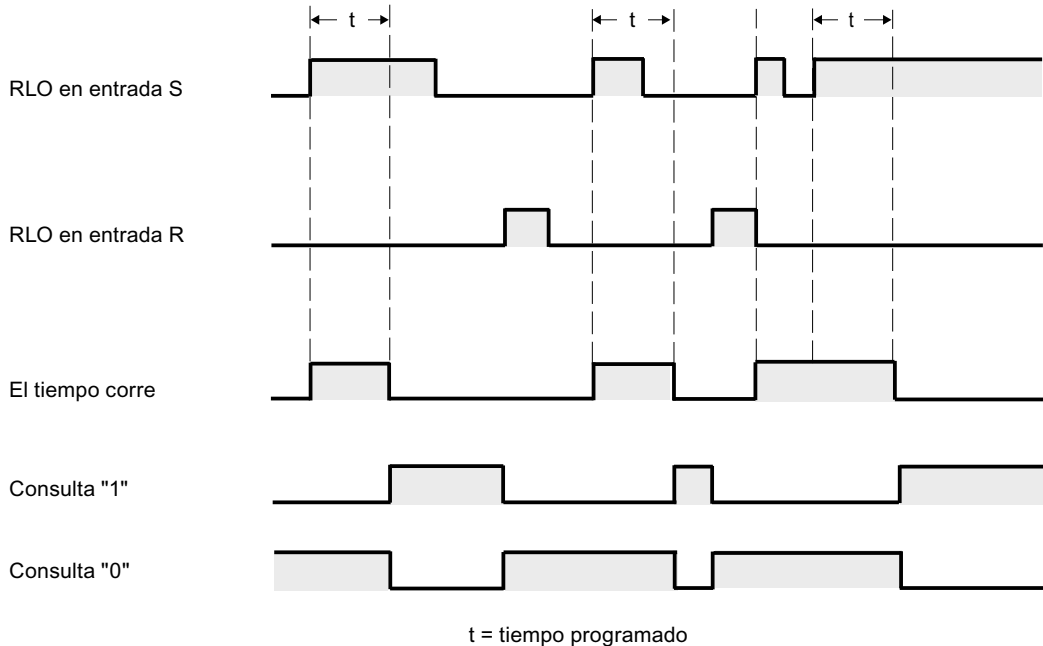 t
t
t
RLO en entrada S
RLO en entrada R
El tiempo corre
Consulta "1"
Consulta "0"
t = tiempo programado